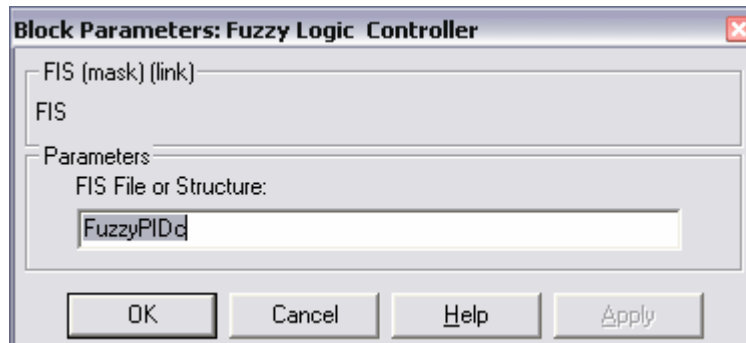 Block Parameters: Fuzzy Logic Controller
FIS (mask) (link)
FIS
Parameters
FIS File or Structure:
FuzzyPIDc
OK Cancel Help Apply